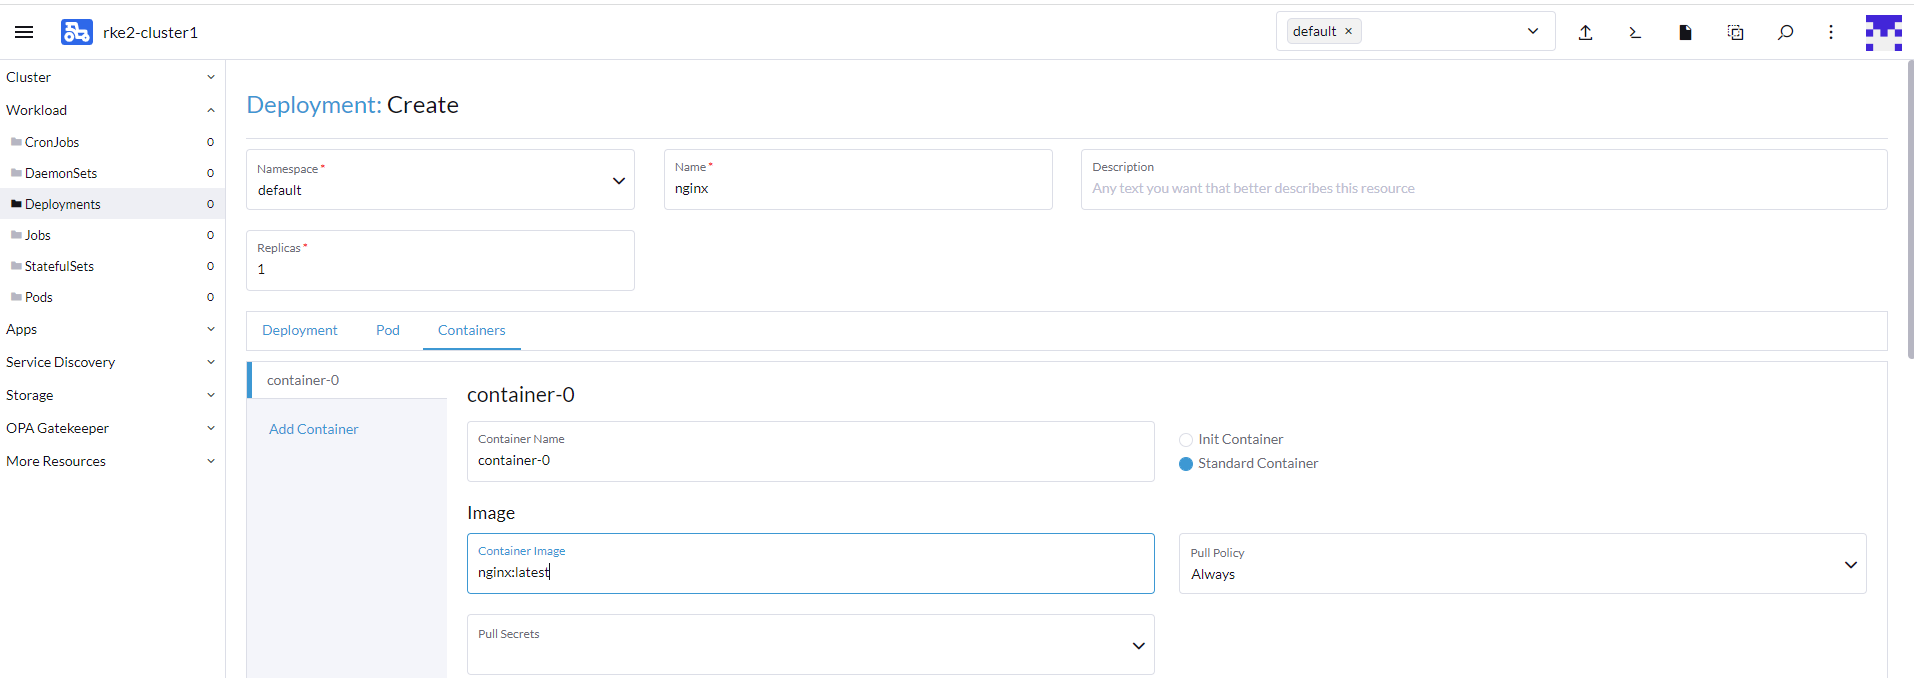 rke2-cluster1
default ×
Cluster
Workload
CronJobs 0
DaemonSets 0
Deployments 0
Jobs 0
StatefulSets 0
Pods 0
Apps
Service Discovery
Storage
OPA Gatekeeper
More Resources
Deployment: Create
Namespace *
default
Name *
nginx
Description
Any text you want that better describes this resource
Replicas *
1
Deployment Pod Containers
container-0
Add Container
container-0
Container Name
container-0
Init Container
Standard Container
Image
Container Image
nginx:latest
Pull Policy
Always
Pull Secrets